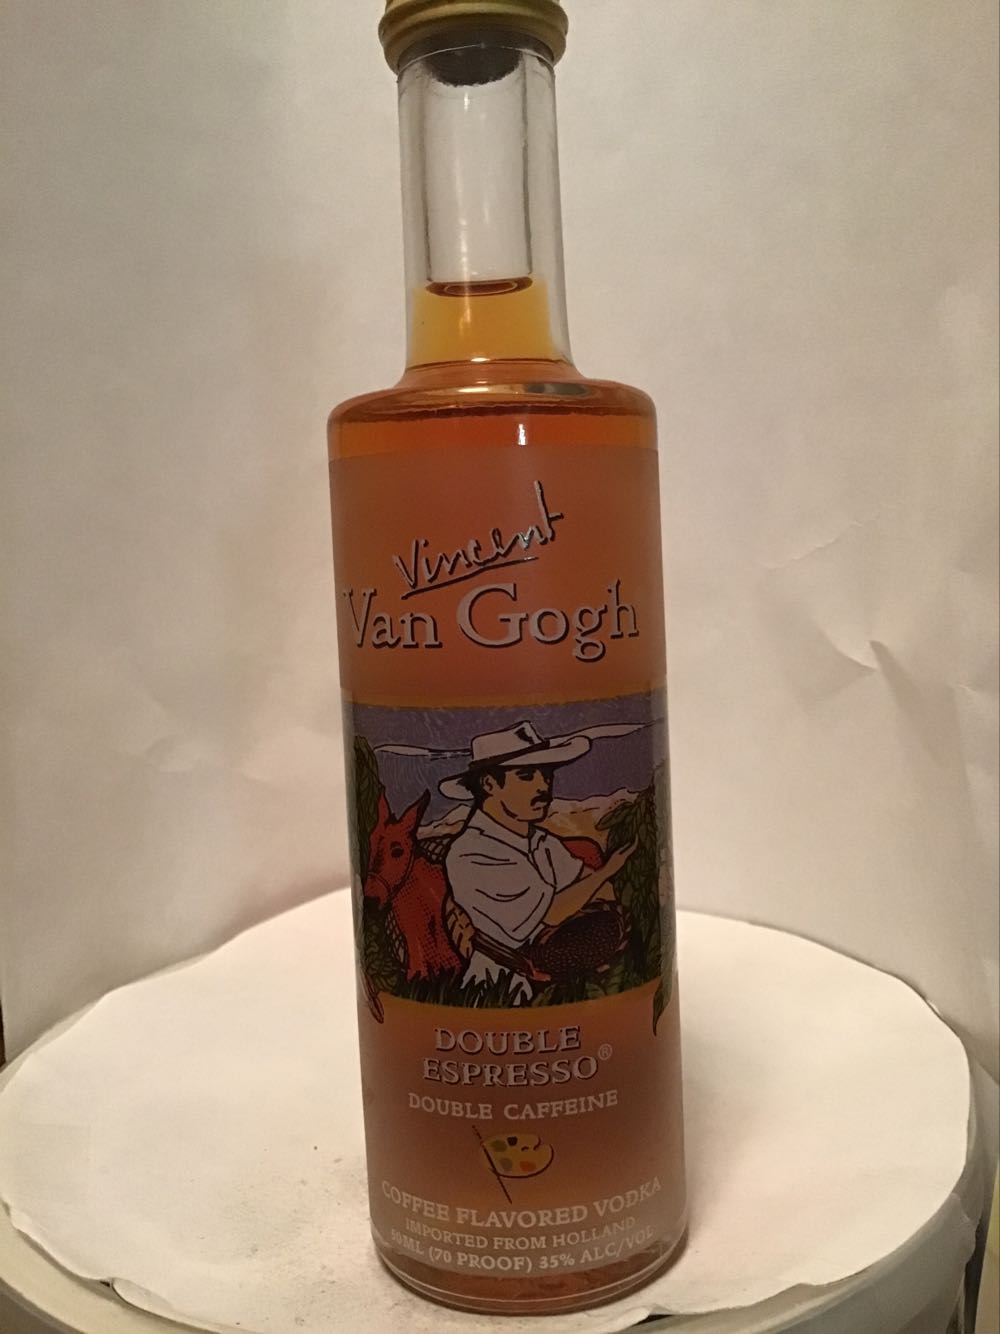 Vincent
Van Gogh
DOUBLE
ESPRESSO®
DOUBLE CAFFEINE
COFFEE FLAVORED VODKA
IMPORTED FROM HOLLAND
50ML (70 PROOF) 35% ALC/VOL